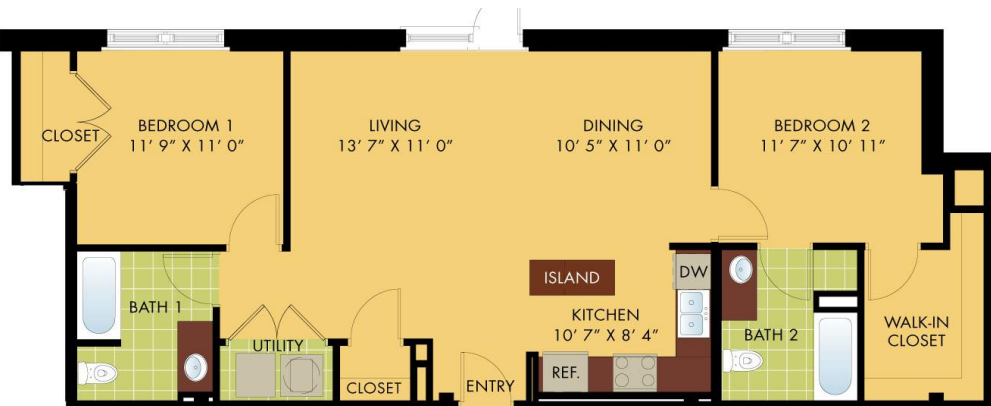 CLOSET
BEDROOM 1
11' 9" X 11' 0"
LIVING
13' 7" X 11' 0"
DINING
10' 5" X 11' 0"
BEDROOM 2
11' 7" X 10' 11"
BATH 1
UTILITY
CLOSET
ENTRY
ISLAND
DW
KITCHEN
10' 7" X 8' 4"
REF.
BATH 2
WALK-IN
CLOSET